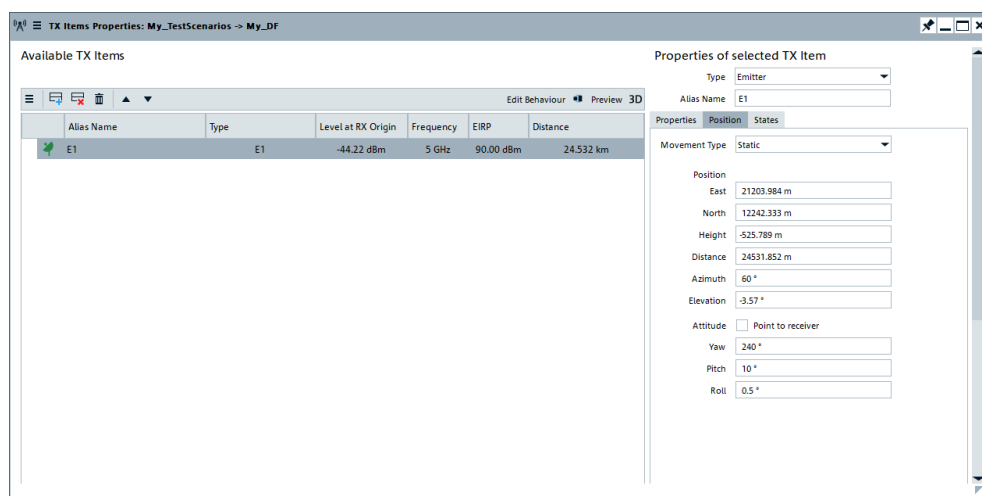 TX Items Properties: My_TestScenarios -> My_DF
Available TX Items
Edit Behaviour Preview 3D
Alias Name Type Level at RX Origin Frequency EIRP Distance
E1 E1 -44.22 dBm 5 GHz 90.00 dBm 24.532 km
Properties of selected TX Item
Type Emitter
Alias Name E1
Properties Position States
Movement Type Static
Position
East 21203.984 m
North 12242.333 m
Height -525.789 m
Distance 24531.852 m
Azimuth 60 °
Elevation -3.57 °
Attitude Point to receiver
Yaw 240 °
Pitch 10 °
Roll 0.5 °